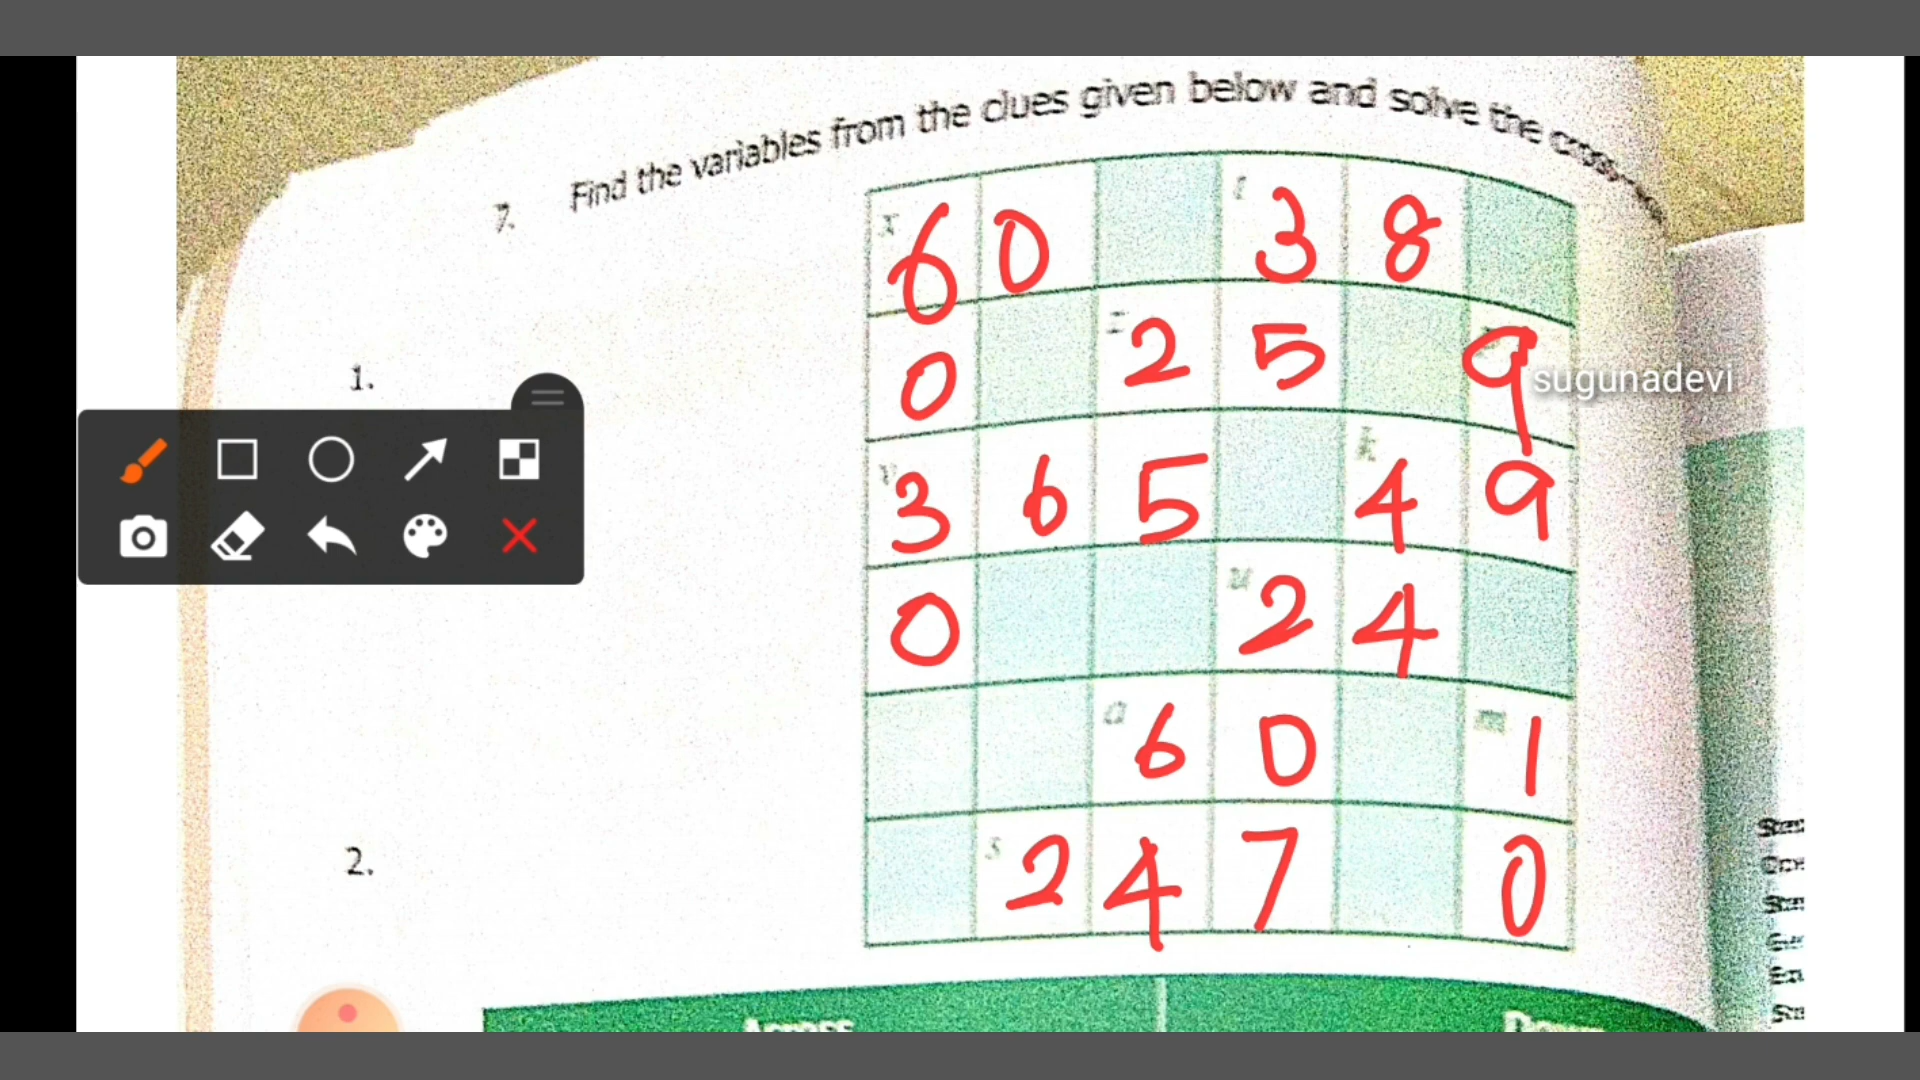 7. Find the variables from the clues given below and solve the
x 6 0 t 3 8
0 z 2 5 9
sugunadevi
1.
v 3 6 5 k 4 9
0 u 2 4
a 6 0 m 1
2.
s 2 4 7 0
Across Down